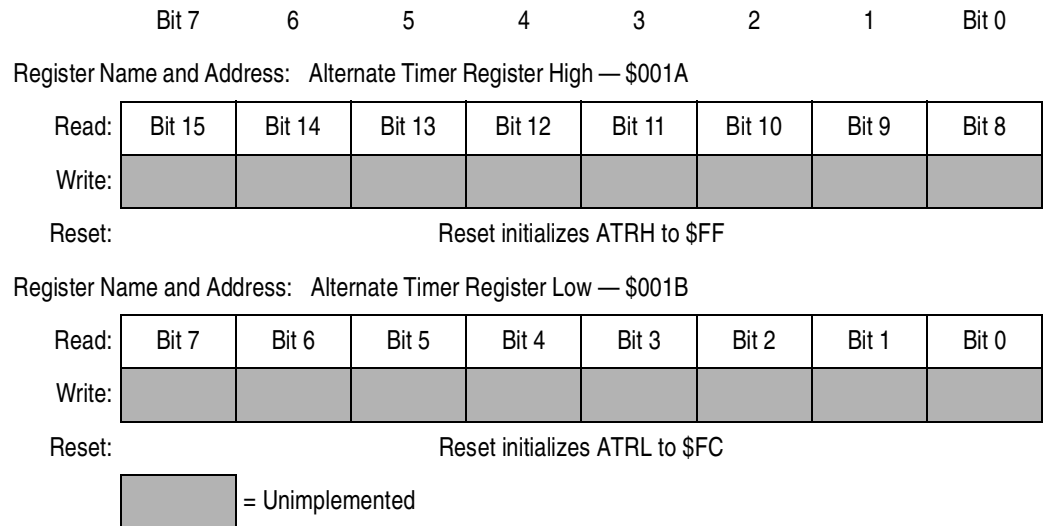 Bit 7 6 5 4 3 2 1 Bit 0
Register Name and Address: Alternate Timer Register High — $001A
Read: Bit 15 Bit 14 Bit 13 Bit 12 Bit 11 Bit 10 Bit 9 Bit 8
Write:
Reset: Reset initializes ATRH to $FF
Register Name and Address: Alternate Timer Register Low — $001B
Read: Bit 7 Bit 6 Bit 5 Bit 4 Bit 3 Bit 2 Bit 1 Bit 0
Write:
Reset: Reset initializes ATRL to $FC
= Unimplemented